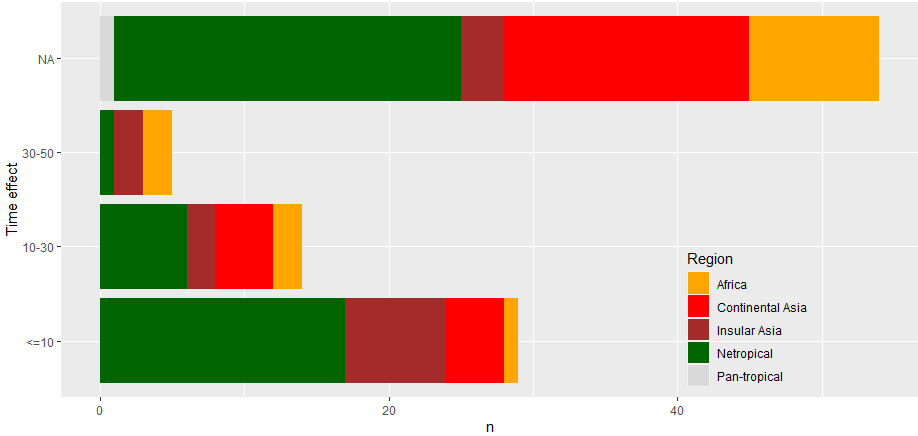 NA
30-50
10-30
<=10
Time effect
0
20
40
n
Region
Africa
Continental Asia
Insular Asia
Netropical
Pan-tropical